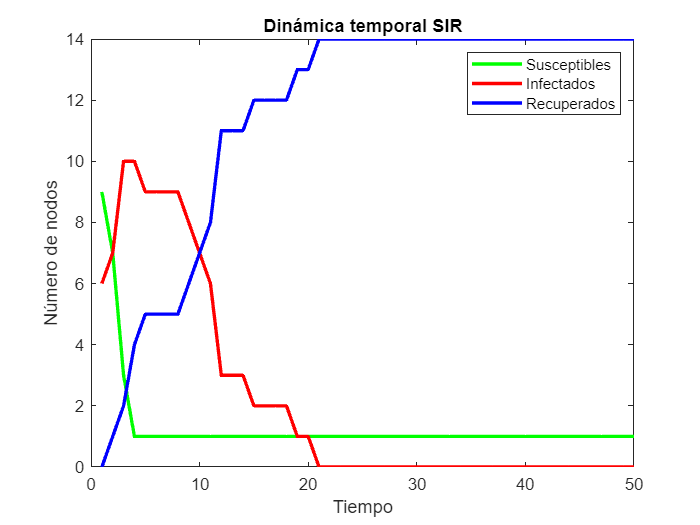 Dinámica temporal SIR
14
12
10
8
6
4
2
0
Número de nodos
Susceptibles
Infectados
Recuperados
0 10 20 30 40 50
Tiempo